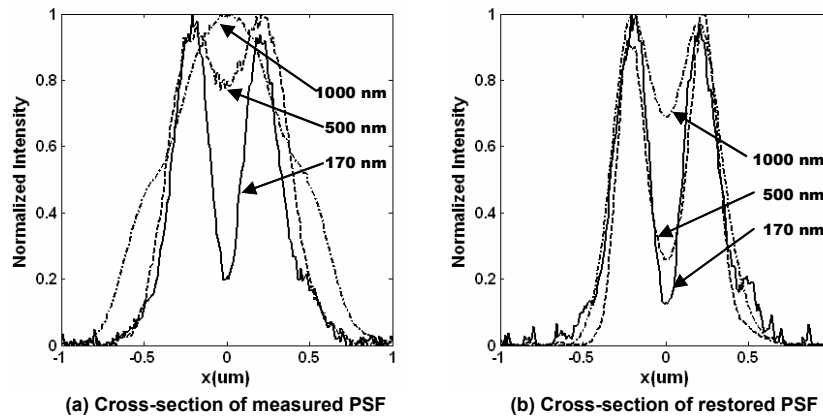 1
0.8
0.6
0.4
0.2
0
-1
-0.5
0
0.5
1
Normalized Intensity
x(um)
1000 nm
500 nm
170 nm
(a) Cross-section of measured PSF
1
0.8
0.6
0.4
0.2
0
-1
-0.5
0
0.5
Normalized Intensity
x(um)
1000 nm
500 nm
170 nm
(b) Cross-section of restored PSF